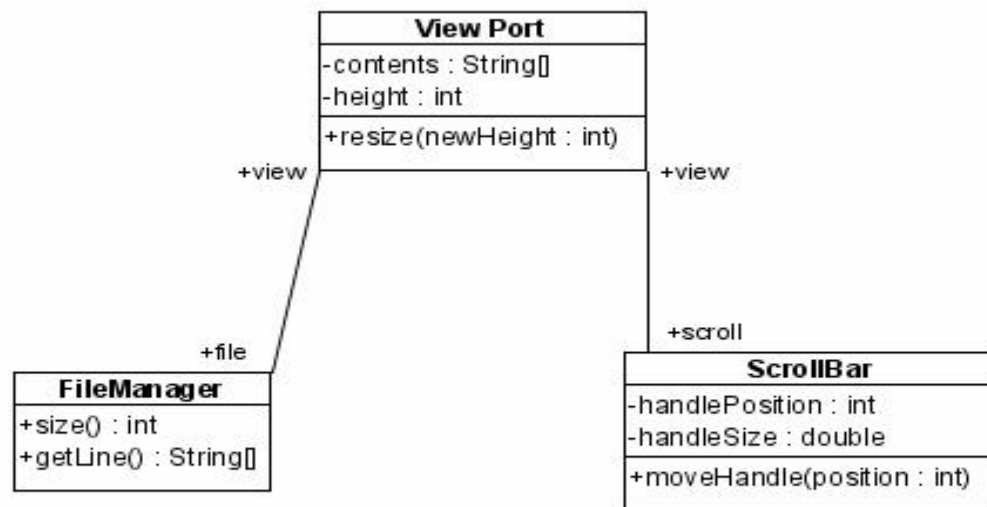 View Port
-contents : String[]
-height : int
+resize(newHeight : int)
+view
+view
+file
+scroll
FileManager
+size() : int
+getLine() : String[]
ScrollBar
-handlePosition : int
-handleSize : double
+moveHandle(position : int)